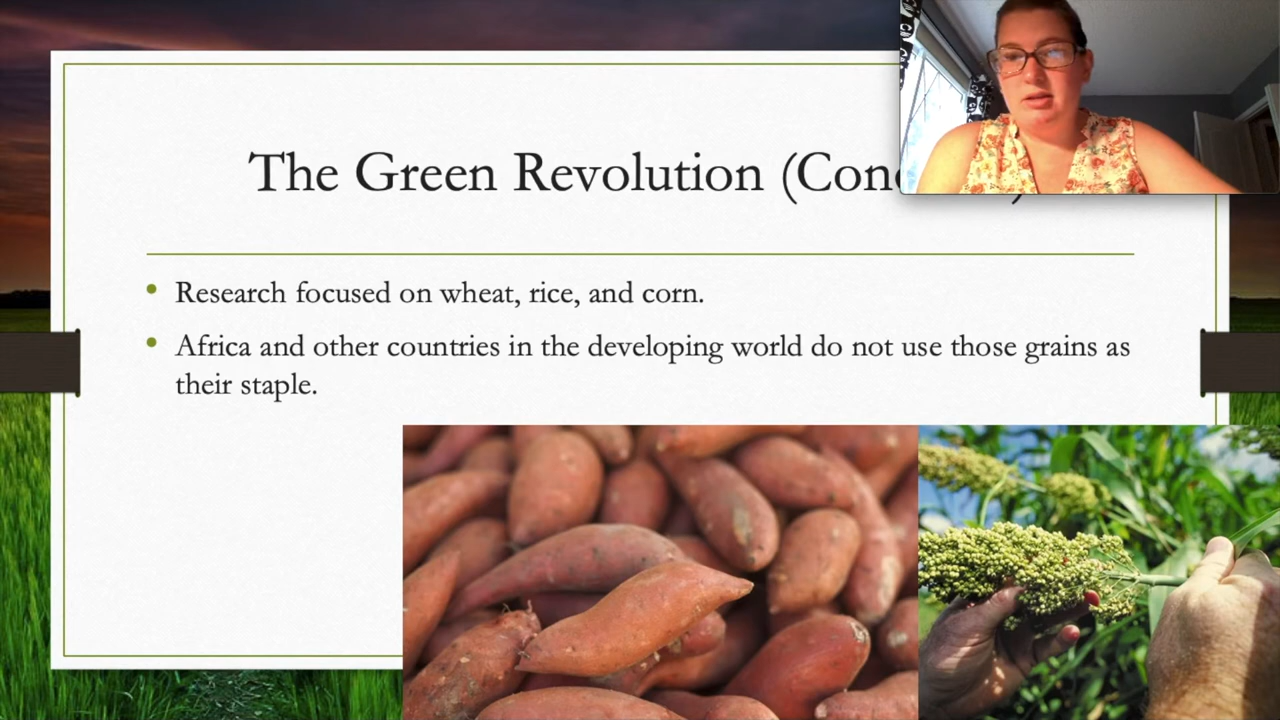 The Green Revolution (Con
Research focused on wheat, rice, and corn.
Africa and other countries in the developing world do not use those grains as
their staple.